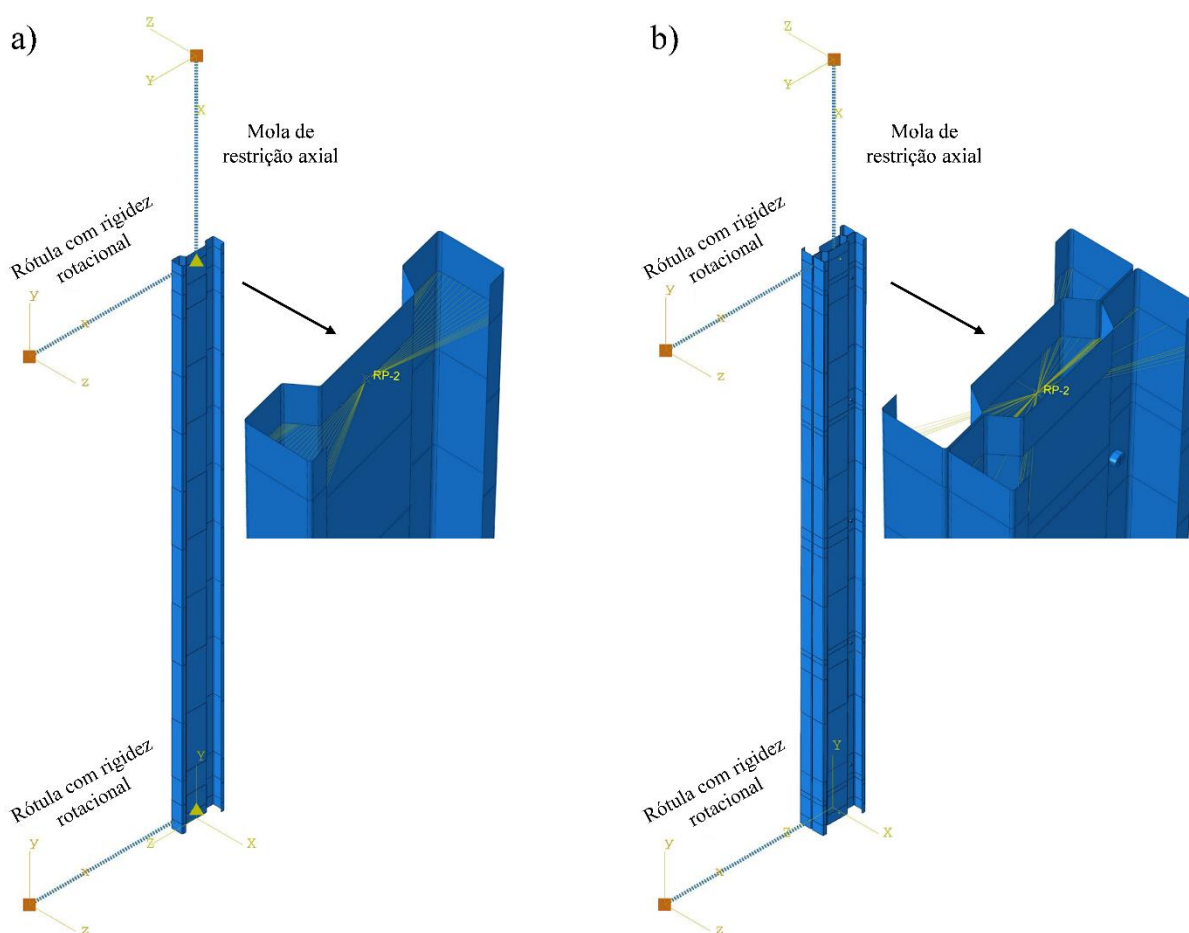 a)
Z
Y
X
Mola de
restrição axial
Rótula com rigidez
rotacional
y
x
z
RP-2
Rótula com rigidez
rotacional
Y
Z
X
y
x
z
b)
Z
Y
X
Mola de
restrição axial
Rótula com rigidez
rotacional
y
x
z
RP-2
Rótula com rigidez
rotacional
Y
Z
X
y
x
z